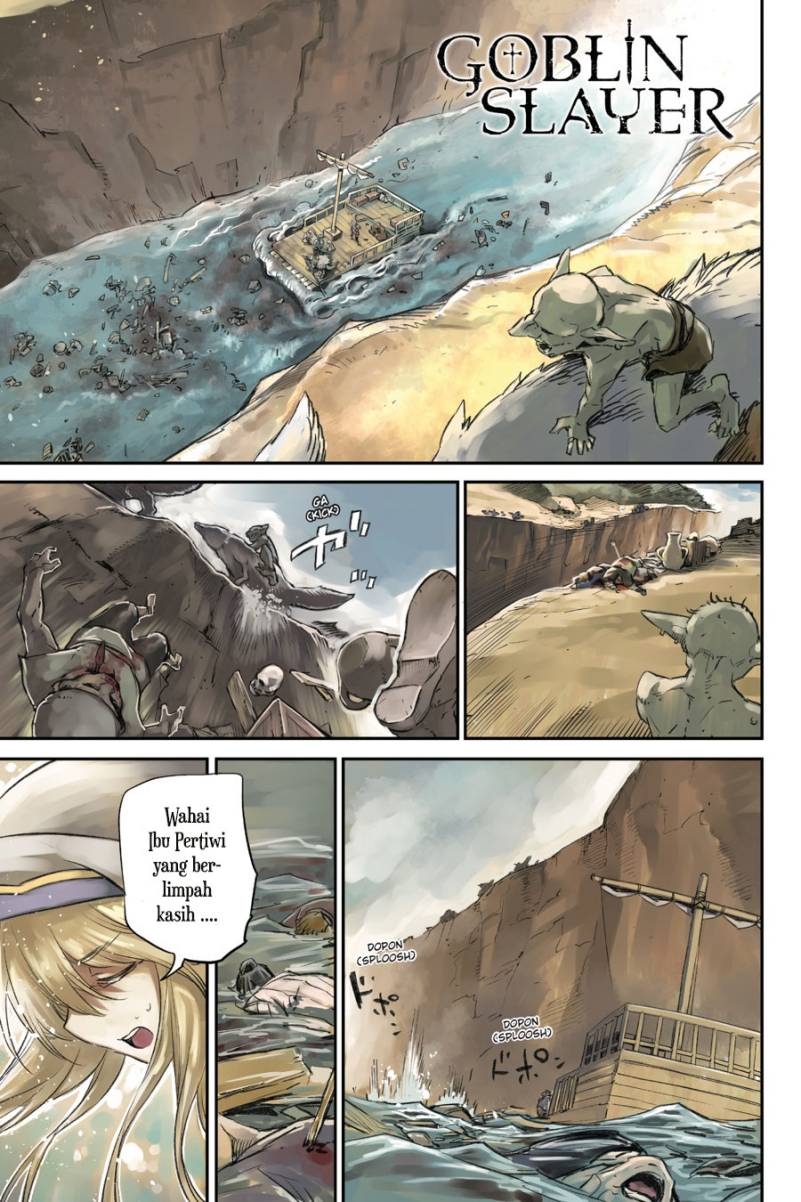 GOBLIN
SLAYER
GA
(KICK)
ガッ
DOPON
(SPLOOSH)
ドポン
DOPON
(SPLOOSH)
ドポン
Wahai
Ibu Pertiwi
yang ber-
limpah
kasih ....